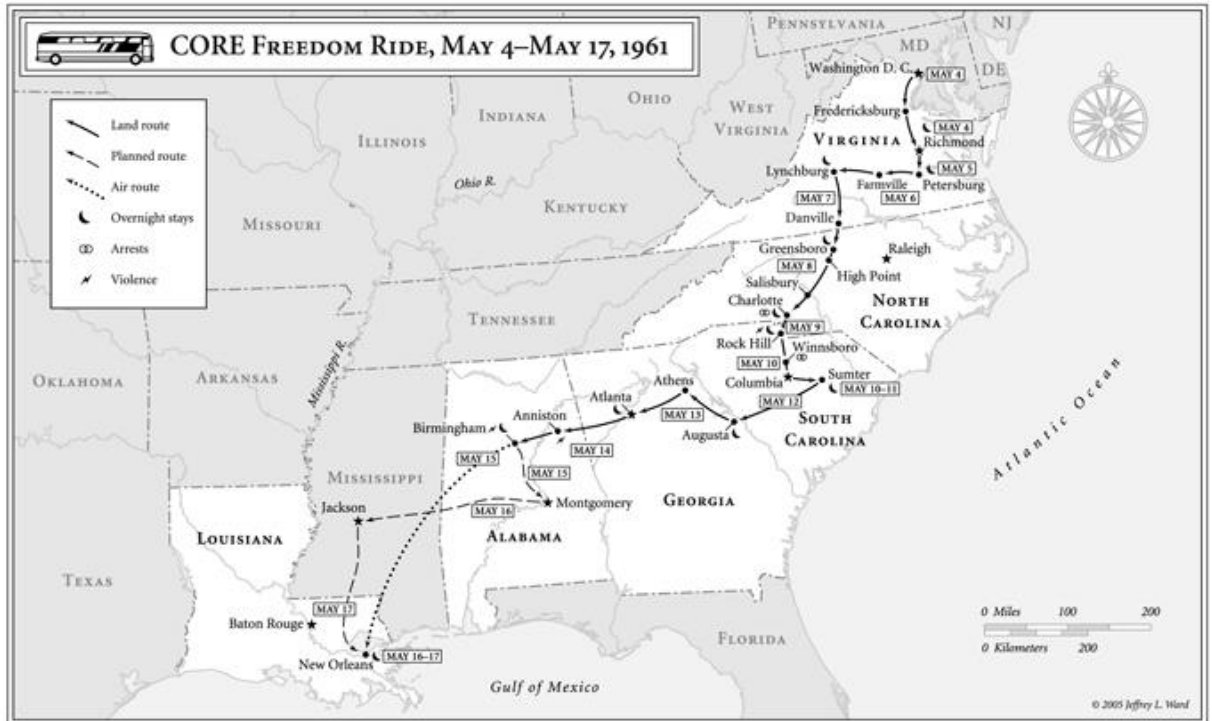 CORE FREEDOM RIDE, MAY 4–MAY 17, 1961
Land route
Planned route
Air route
Overnight stays
Arrests
Violence
PENNSYLVANIA
NJ
MD
DE
OHIO
WEST
VIRGINIA
INDIANA
ILLINOIS
MISSOURI
Ohio R.
KENTUCKY
TENNESSEE
OKLAHOMA
ARKANSAS
Mississippi R.
MISSISSIPPI
TEXAS
FLORIDA
Washington D. C.
MAY 4
Fredericksburg
VIRGINIA
MAY 4
Richmond
MAY 5
Petersburg
Farmville
MAY 6
Lynchburg
MAY 7
Danville
Greensboro
MAY 8
High Point
Raleigh
Salisbury
NORTH
CAROLINA
Charlotte
MAY 9
Rock Hill
Winnsboro
MAY 10
Columbia
Sumter
MAY 10–11
MAY 12
SOUTH
CAROLINA
Augusta
Athens
MAY 13
Atlanta
GEORGIA
Anniston
MAY 14
Birmingham
MAY 15
MAY 15
Montgomery
MAY 16
ALABAMA
Jackson
LOUISIANA
MAY 17
Baton Rouge
New Orleans
MAY 16–17
Gulf of Mexico
Atlantic Ocean
0 Miles 100 200
0 Kilometers 200
© 2005 Jeffrey L. Ward